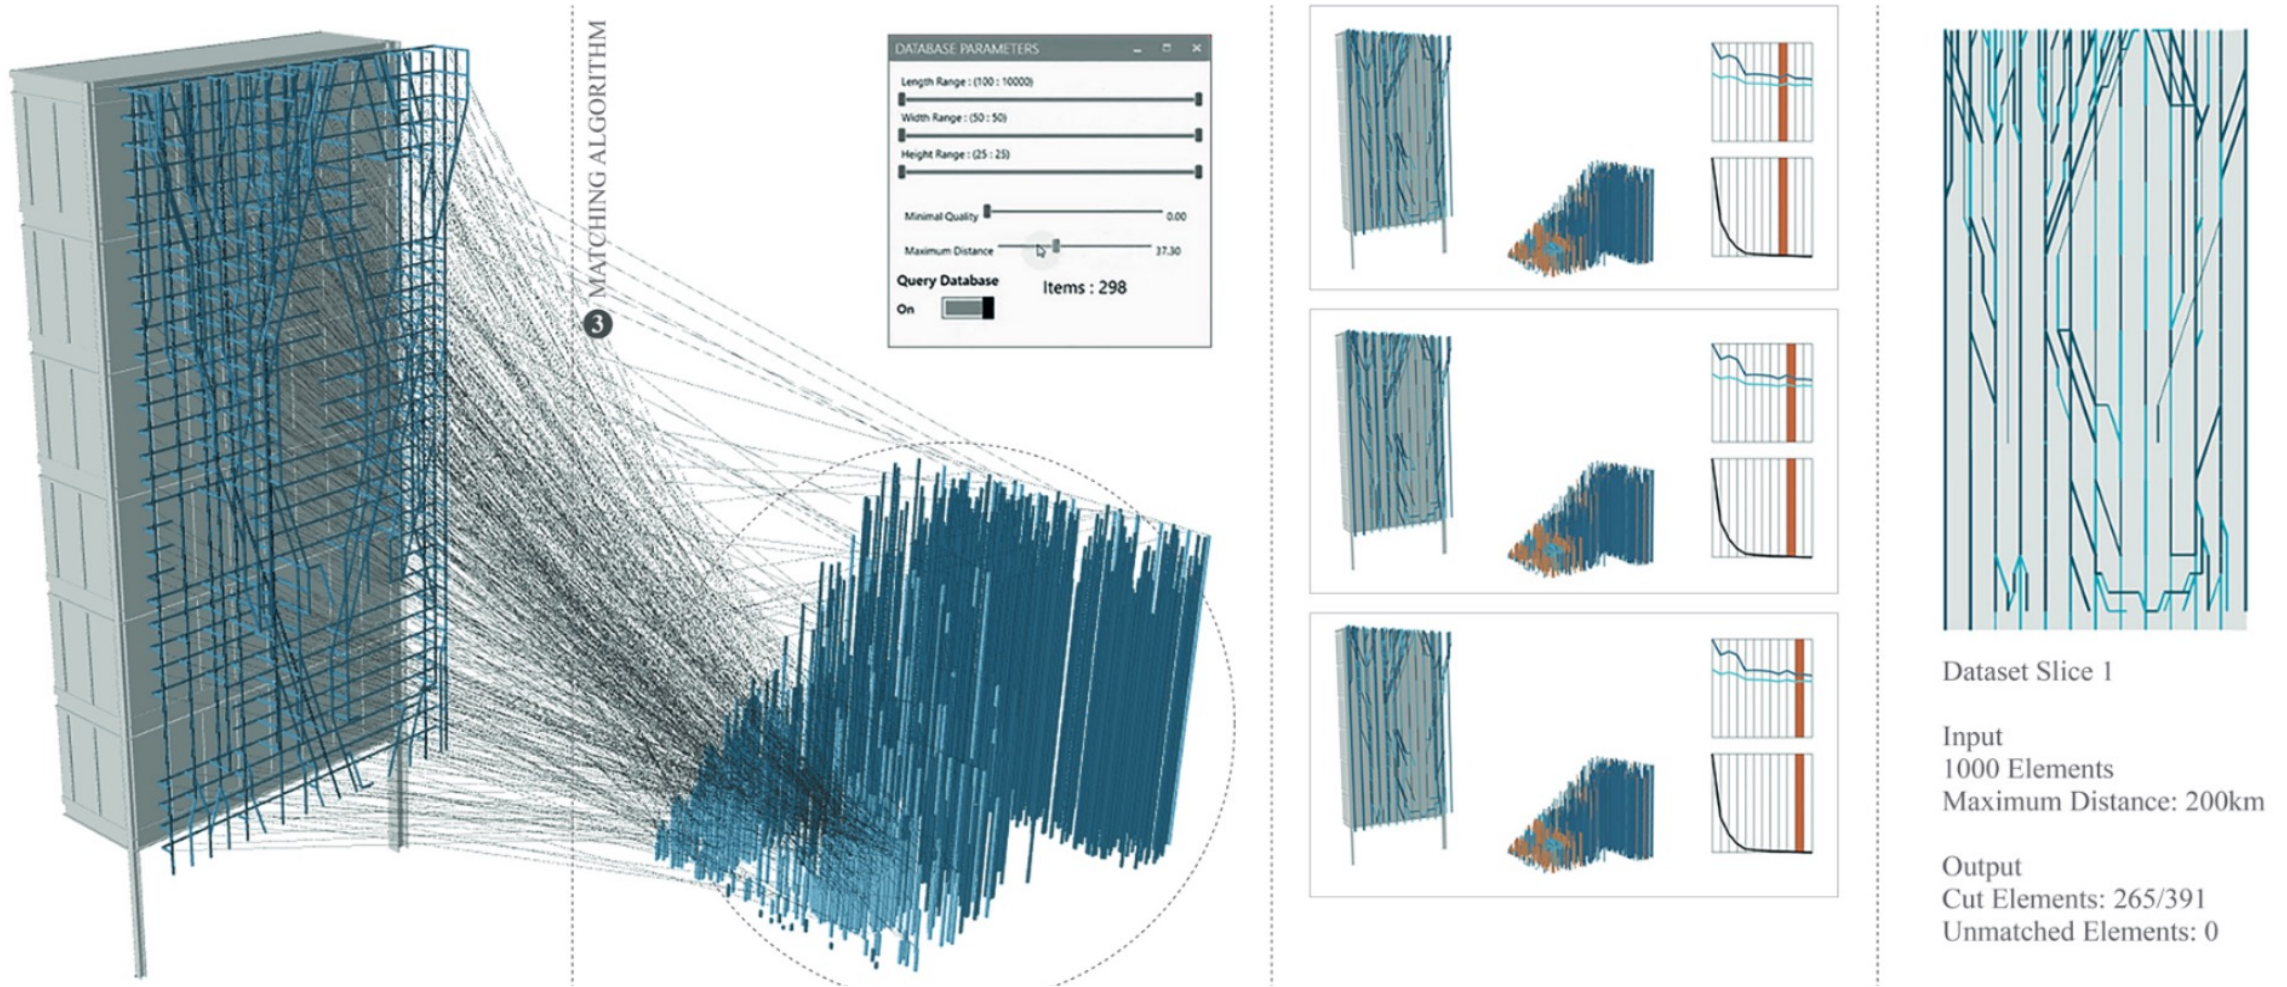 3 MATCHING ALGORITHM
DATABASE PARAMETERS
Length Range : (100 : 10000)
Width Range : (50 : 50)
Height Range : (25 : 25)
Minimal Quality 0.00
Maximum Distance 37.30
Query Database
On
Items : 298
Dataset Slice 1
Input
1000 Elements
Maximum Distance: 200km
Output
Cut Elements: 265/391
Unmatched Elements: 0